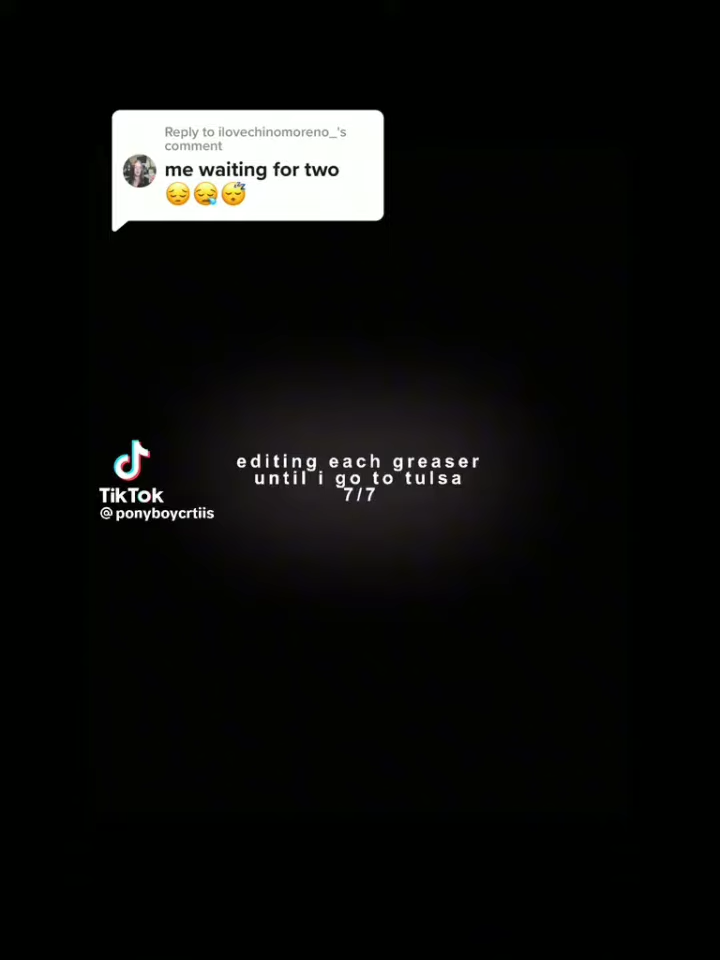 Reply to ilovechinomoreno_'s
comment
me waiting for two
😔😪😴
editing each greaser
until i go to tulsa
7/7
TikTok
@ponyboycrtiis